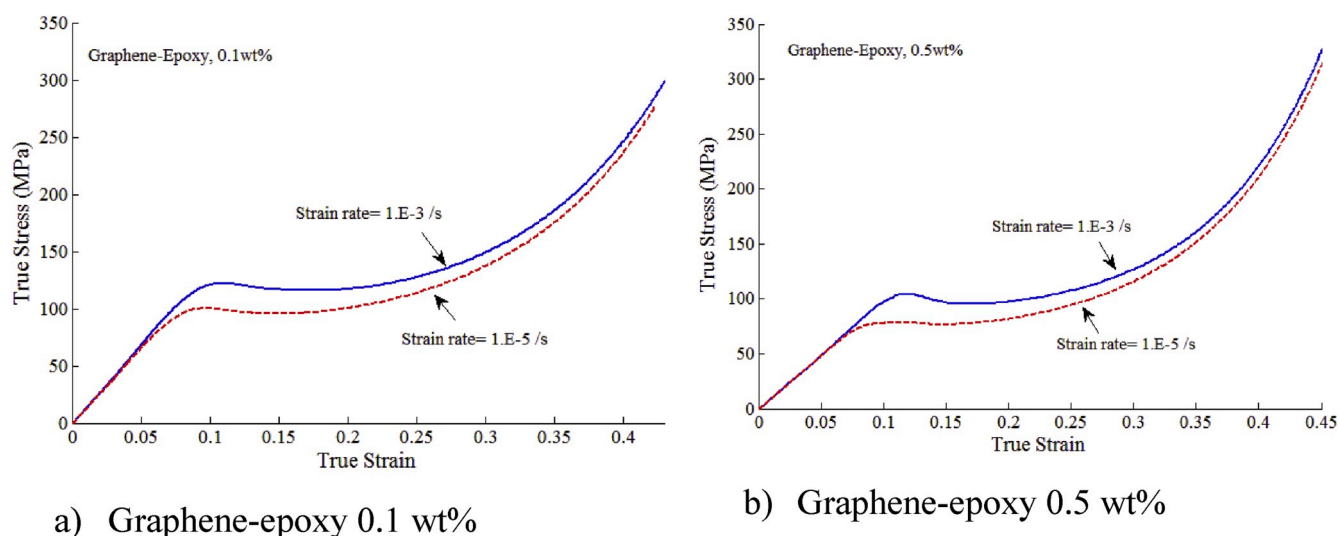 350
300
250
200
150
100
50
0
True Stress (MPa)
Graphene-Epoxy, 0.1wt%
Strain rate= 1.E-3 /s
Strain rate= 1.E-5 /s
0 0.05 0.1 0.15 0.2 0.25 0.3 0.35 0.4
True Strain
a) Graphene-epoxy 0.1 wt%
350
300
250
200
150
100
50
0
True Stress (MPa)
Graphene-Epoxy, 0.5wt%
Strain rate= 1.E-3 /s
Strain rate= 1.E-5 /s
0 0.05 0.1 0.15 0.2 0.25 0.3 0.35 0.4 0.45
True Strain
b) Graphene-epoxy 0.5 wt%